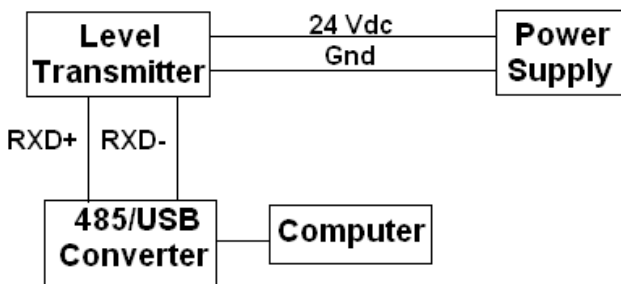 Level
Transmitter
24 Vdc
Gnd
Power
Supply
RXD+
RXD-
485/USB
Converter
Computer